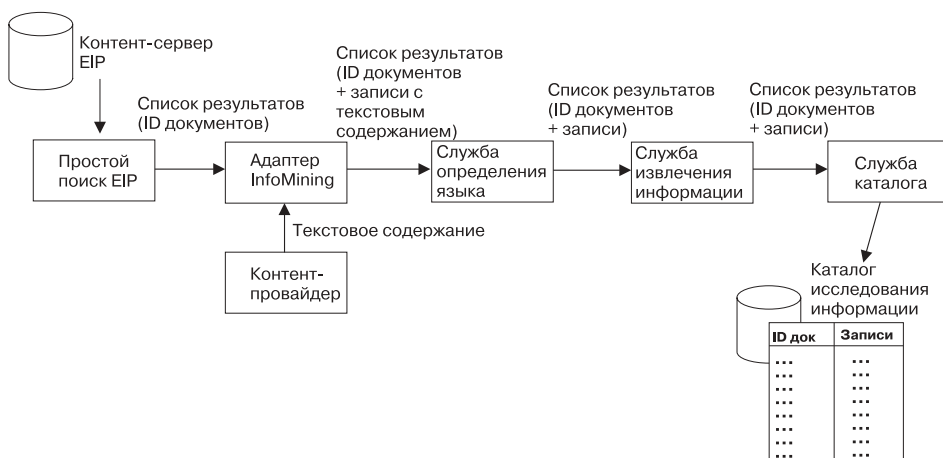 Контент-сервер
EIP
Список результатов
(ID документов)
Список результатов
(ID документов
+ записи с
текстовым
содержанием)
Список результатов
(ID документов
+ записи)
Список результатов
(ID документов
+ записи)
Простой
поиск EIP
Адаптер
InfoMining
Служба
определения
языка
Служба
извлечения
информации
Служба
каталога
Текстовое содержание
Контент-
провайдер
Каталог
исследования
информации
ID док Записи
... ...
... ...
... ...
... ...
... ...
... ...
... ...
... ...